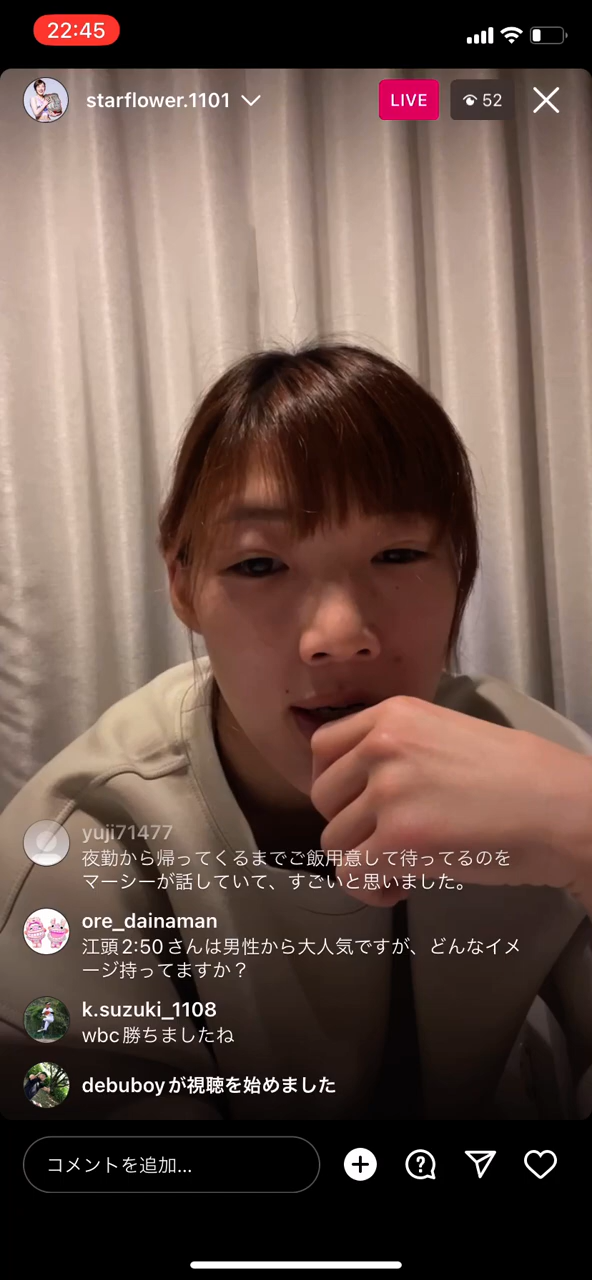 22:45
starflower.1101
LIVE
52
yuji71477
夜勤から帰ってくるまでご飯用意して待ってるのを
マーシーが話していて、すごいと思いました。
ore_dainaman
江頭2:50さんは男性から大人気ですが、どんなイメ
ージ持ってますか？
k.suzuki_1108
wbc勝ちましたね
debuboyが視聴を始めました
コメントを追加...